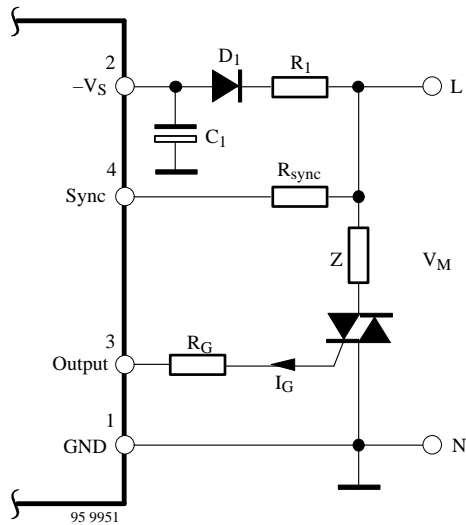 2
D1
R1
–VS
L
C1
4
Rsync
Sync
Z
VM
3
RG
Output
IG
1
GND
N
95 9951